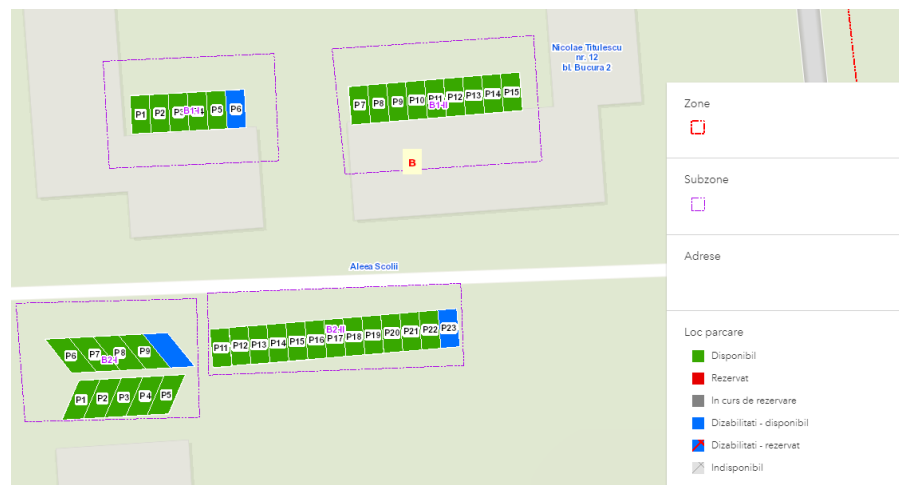 Nicolae Titulescu
nr. 12
bl. Bucura 2
P1 P2 P3 B1-I P5 P6
P7 P8 P9 P10 P11 P12 P13 P14 P15
B1-II
B
Aleea Scolii
P6 P7 P8 P9
B2-I
P1 P2 P3 P4 P5
B2-II
P11 P12 P13 P14 P15 P16 P17 P18 P19 P20 P21 P22 P23
Zone
Subzone
Adrese
Loc parcare
Disponibil
Rezervat
In curs de rezervare
Dizabilitati - disponibil
Dizabilitati - rezervat
Indisponibil